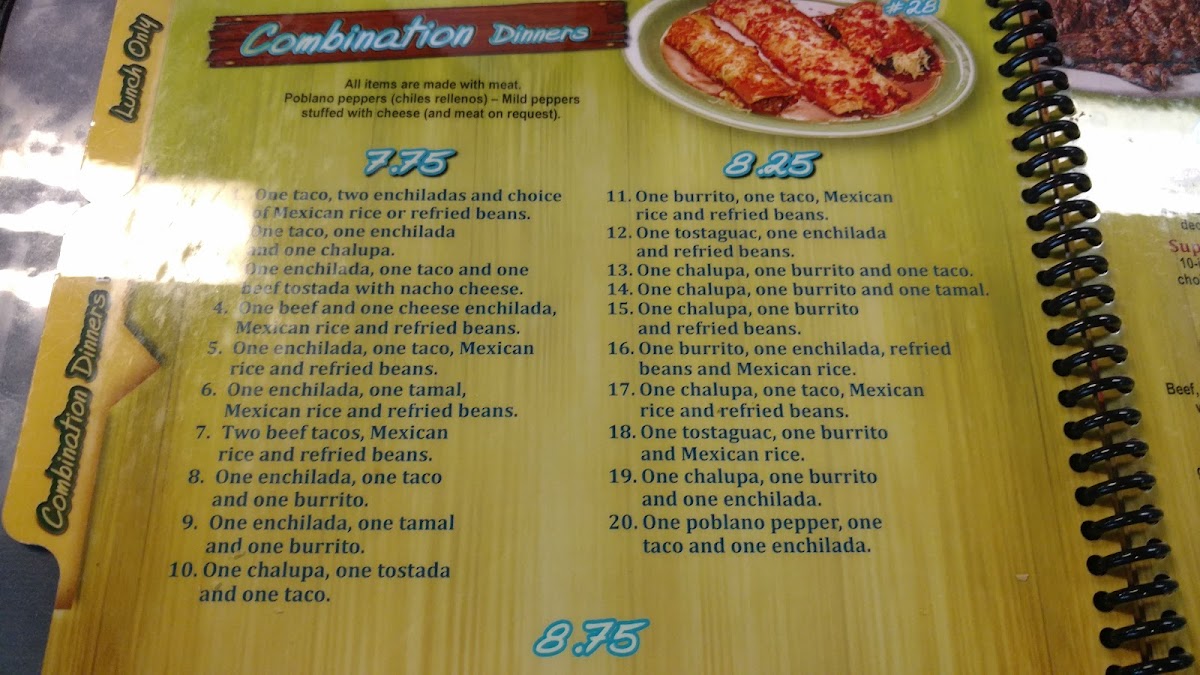 Lunch Only
Combination Dinners
Combination Dinners
#28
All items are made with meat.
Poblano peppers (chiles rellenos) – Mild peppers
stuffed with cheese (and meat on request).
7.75
One taco, two enchiladas and choice
of Mexican rice or refried beans.
One taco, one enchilada
and one chalupa.
One enchilada, one taco and one
beef tostada with nacho cheese.
4. One beef and one cheese enchilada,
Mexican rice and refried beans.
5. One enchilada, one taco, Mexican
rice and refried beans.
6. One enchilada, one tamal,
Mexican rice and refried beans.
7. Two beef tacos, Mexican
rice and refried beans.
8. One enchilada, one taco
and one burrito.
9. One enchilada, one tamal
and one burrito.
10. One chalupa, one tostada
and one taco.
8.25
11. One burrito, one taco, Mexican
rice and refried beans.
12. One tostaguac, one enchilada
and refried beans.
13. One chalupa, one burrito and one taco.
14. One chalupa, one burrito and one tamal.
15. One chalupa, one burrito
and refried beans.
16. One burrito, one enchilada, refried
beans and Mexican rice.
17. One chalupa, one taco, Mexican
rice and refried beans.
18. One tostaguac, one burrito
and Mexican rice.
19. One chalupa, one burrito
and one enchilada.
20. One poblano pepper, one
taco and one enchilada.
8.75
Beef,